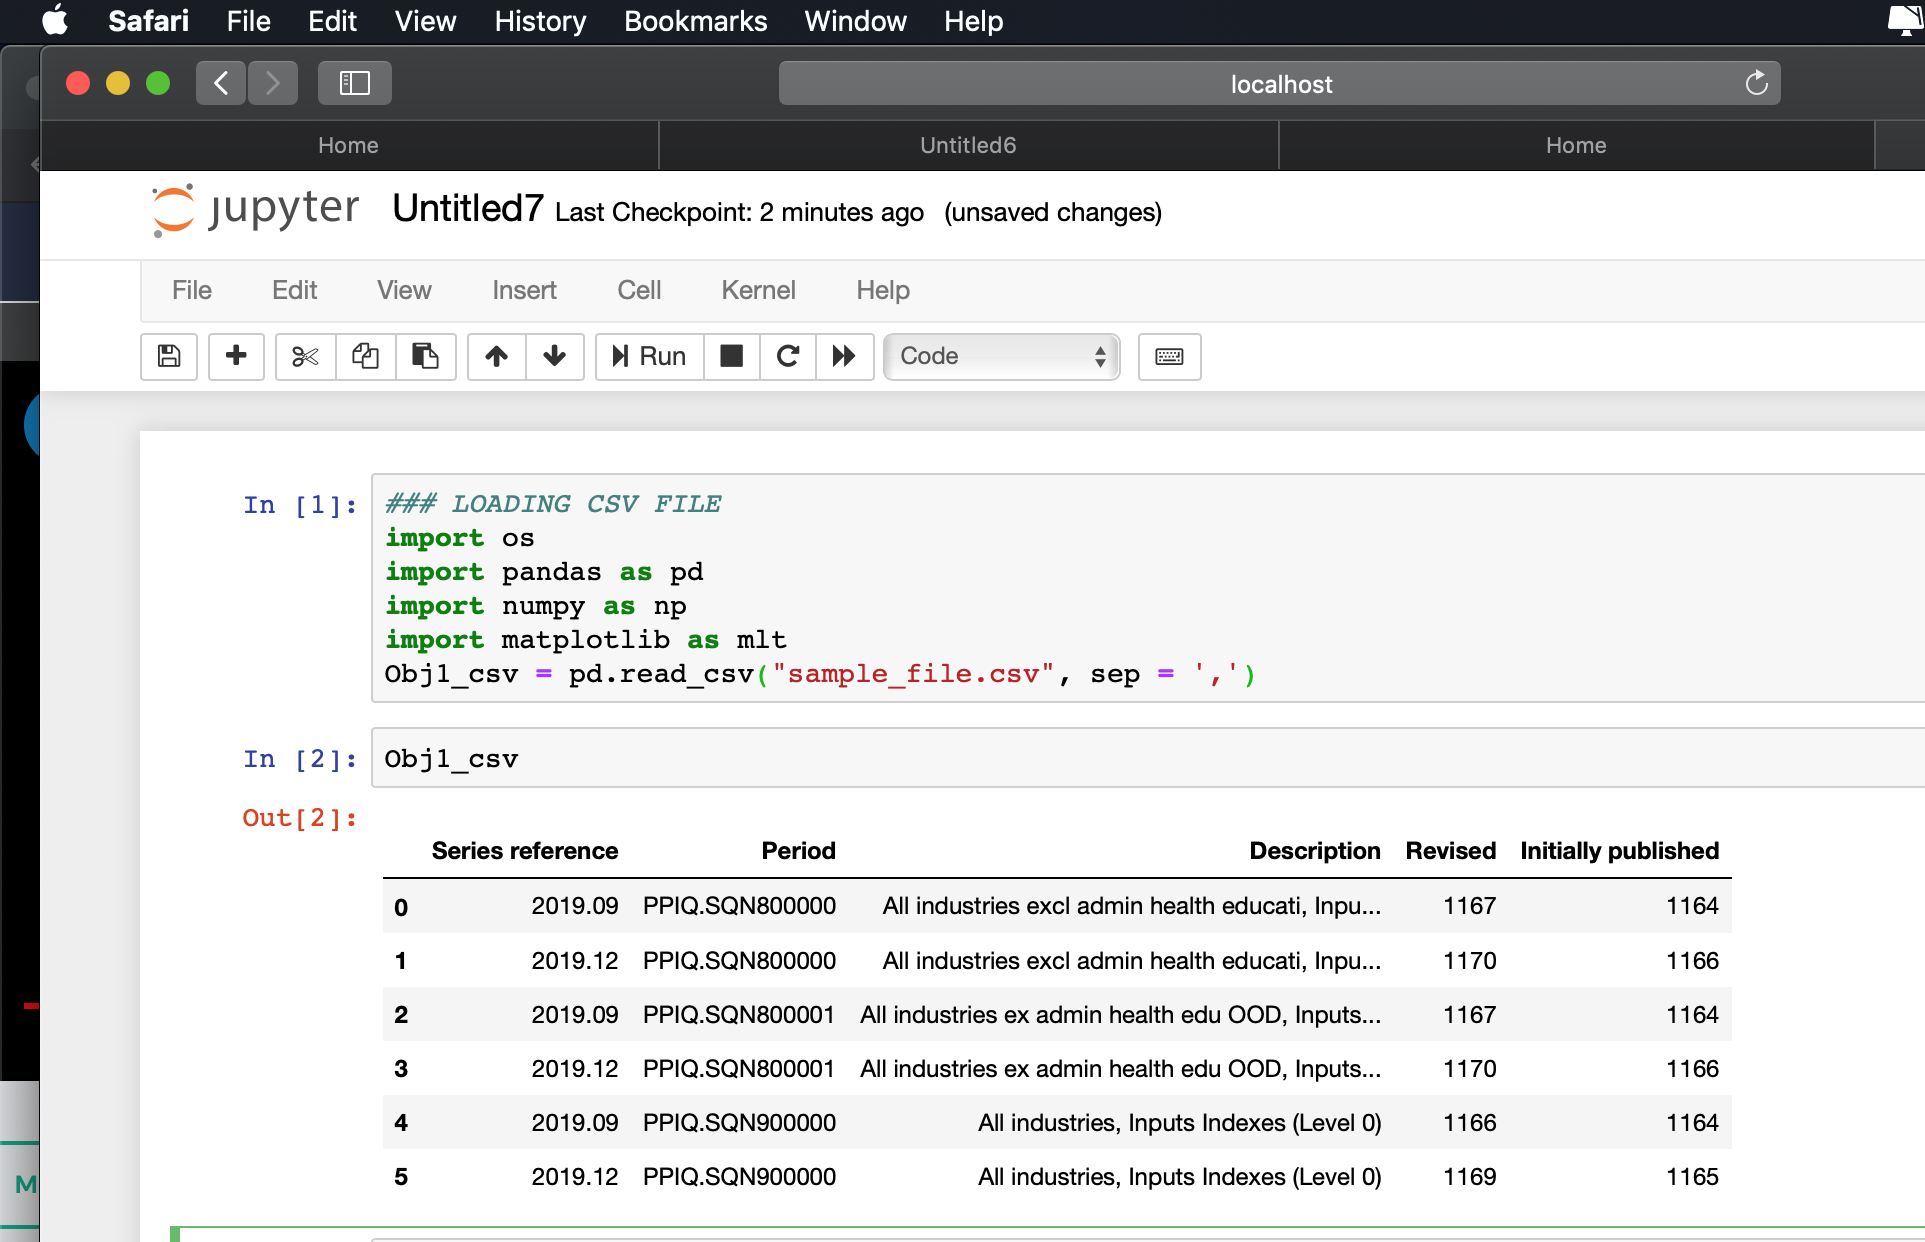 Safari File Edit View History Bookmarks Window Help
localhost
Home Untitled6 Home
jupyter Untitled7 Last Checkpoint: 2 minutes ago (unsaved changes)
File Edit View Insert Cell Kernel Help
Run Code
In [1]: ### LOADING CSV FILE
import os
import pandas as pd
import numpy as np
import matplotlib as mlt
Obj1_csv = pd.read_csv("sample_file.csv", sep = ',')
In [2]: Obj1_csv
Out[2]:
Series reference Period Description Revised Initially published
0 2019.09 PPIQ.SQN800000 All industries excl admin health educati, Inpu... 1167 1164
1 2019.12 PPIQ.SQN800000 All industries excl admin health educati, Inpu... 1170 1166
2 2019.09 PPIQ.SQN800001 All industries ex admin health edu OOD, Inputs... 1167 1164
3 2019.12 PPIQ.SQN800001 All industries ex admin health edu OOD, Inputs... 1170 1166
4 2019.09 PPIQ.SQN900000 All industries, Inputs Indexes (Level 0) 1166 1164
5 2019.12 PPIQ.SQN900000 All industries, Inputs Indexes (Level 0) 1169 1165
M